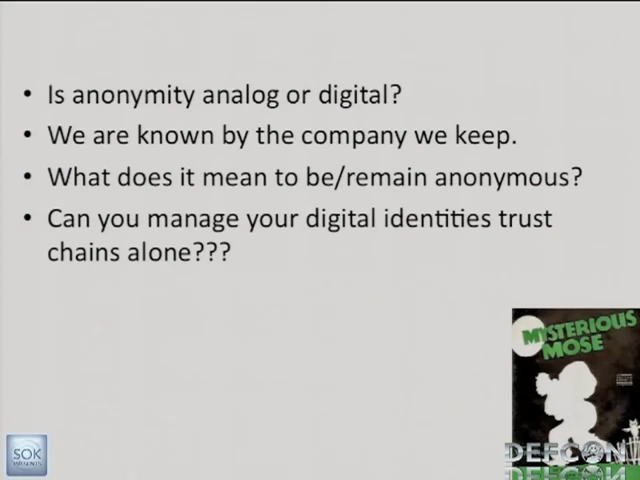 • Is anonymity analog or digital?
• We are known by the company we keep.
• What does it mean to be/remain anonymous?
• Can you manage your digital identities trust
chains alone???
MYSTERIOUS
MOSE
SOK
PRESENTS
DEFCON